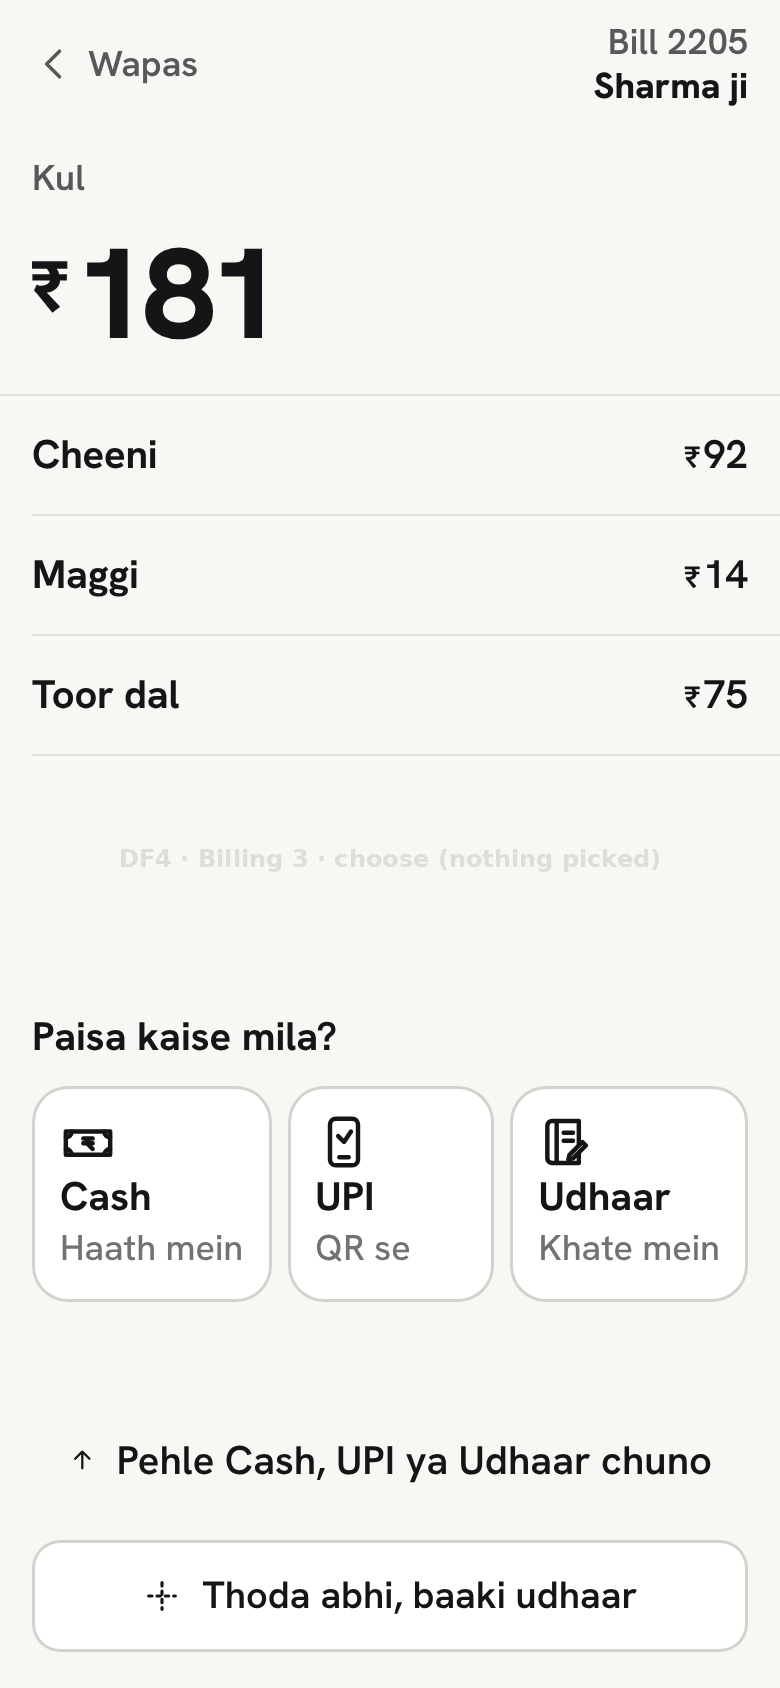 Wapas
Bill 2205
Sharma ji
Kul
₹181
Cheeni ₹92
Maggi ₹14
Toor dal ₹75
DF4 · Billing 3 · choose (nothing picked)
Paisa kaise mila?
Cash
Haath mein
UPI
QR se
Udhaar
Khate mein
↑ Pehle Cash, UPI ya Udhaar chuno
Thoda abhi, baaki udhaar